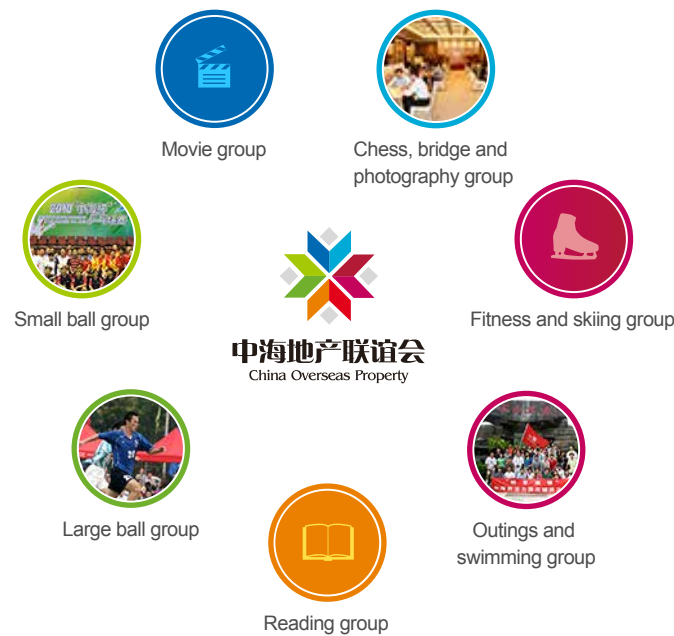 Movie group
Chess, bridge and
photography group
Small ball group
Fitness and skiing group
中海地产联谊会
China Overseas Property
Large ball group
Outings and
swimming group
Reading group